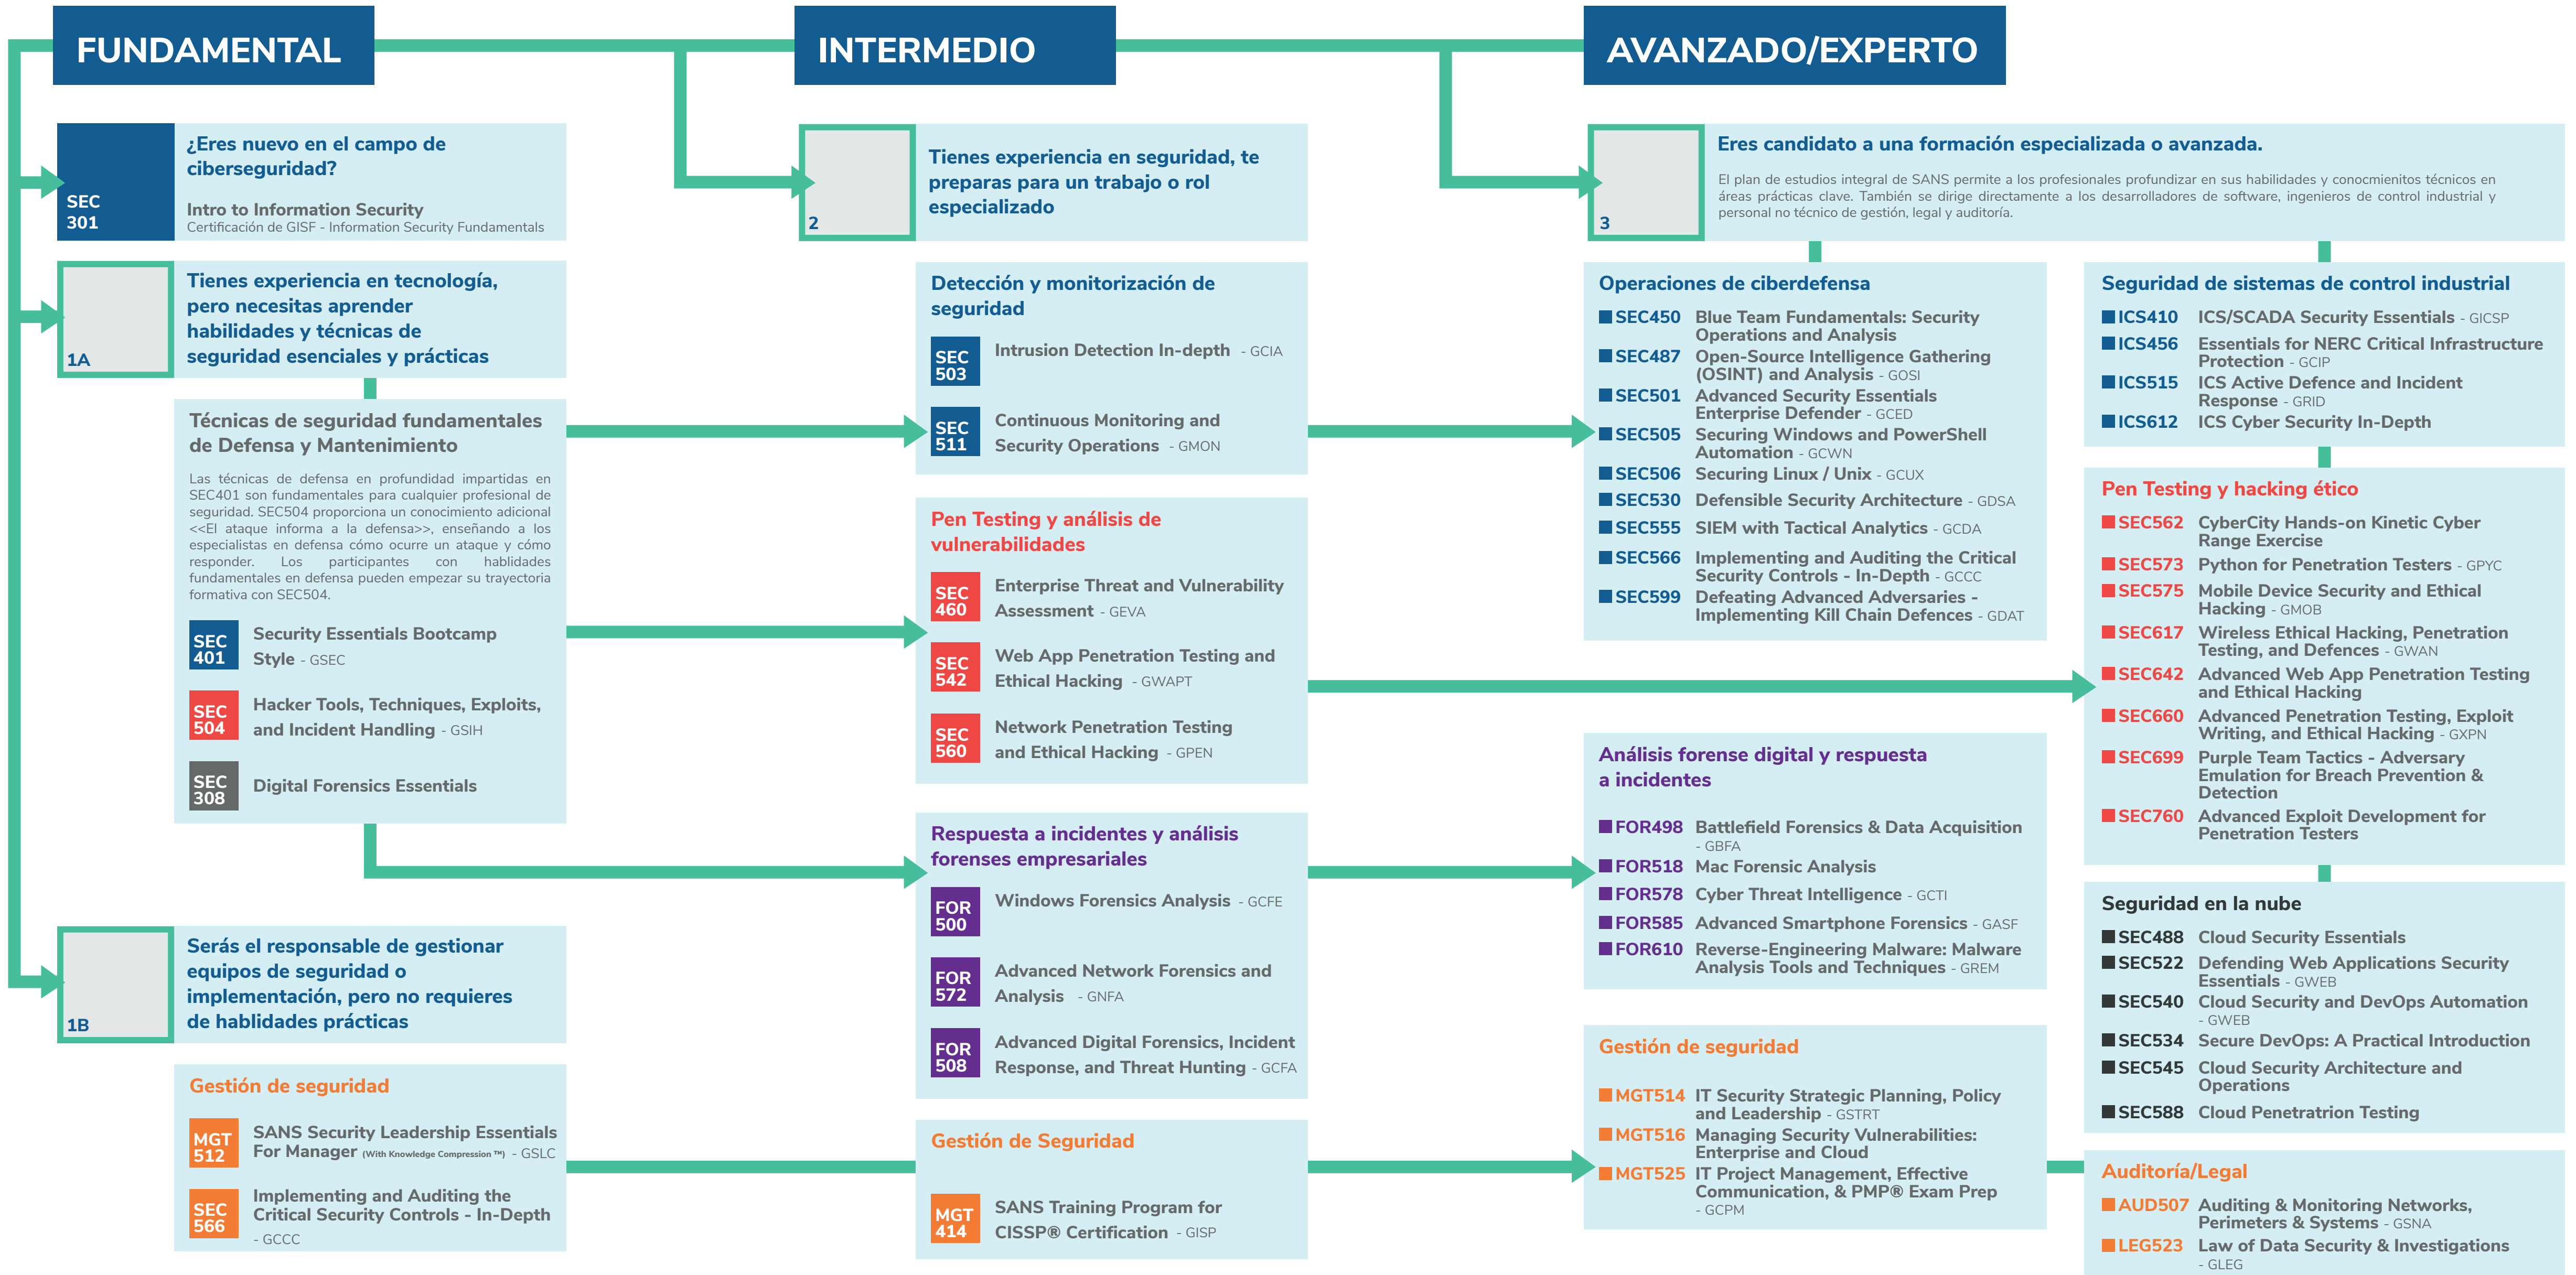 FUNDAMENTAL
INTERMEDIO
AVANZADO/EXPERTO
SEC
301
¿Eres nuevo en el campo de
ciberseguridad?
Intro to Information Security
Certificación de GISF - Information Security Fundamentals
1A
Tienes experiencia en tecnología,
pero necesitas aprender
habilidades y técnicas de
seguridad esenciales y prácticas
Técnicas de seguridad fundamentales
de Defensa y Mantenimiento
Las técnicas de defensa en profundidad impartidas en
SEC401 son fundamentales para cualquier profesional de
seguridad. SEC504 proporciona un conocimiento adicional
<<El ataque informa a la defensa>>, enseñando a los
especialistas en defensa cómo ocurre un ataque y cómo
responder. Los participantes con hablidades
fundamentales en defensa pueden empezar su trayectoria
formativa con SEC504.
SEC
401
Security Essentials Bootcamp
Style - GSEC
SEC
504
Hacker Tools, Techniques, Exploits,
and Incident Handling - GSIH
SEC
308
Digital Forensics Essentials
1B
Serás el responsable de gestionar
equipos de seguridad o
implementación, pero no requieres
de hablidades prácticas
Gestión de seguridad
MGT
512
SANS Security Leadership Essentials
For Manager (With Knowledge Compression ™) - GSLC
SEC
566
Implementing and Auditing the
Critical Security Controls - In-Depth
- GCCC
2
Tienes experiencia en seguridad, te
preparas para un trabajo o rol
especializado
Detección y monitorización de
seguridad
SEC
503
Intrusion Detection In-depth - GCIA
SEC
511
Continuous Monitoring and
Security Operations - GMON
Pen Testing y análisis de
vulnerabilidades
SEC
460
Enterprise Threat and Vulnerability
Assessment - GEVA
SEC
542
Web App Penetration Testing and
Ethical Hacking - GWAPT
SEC
560
Network Penetration Testing
and Ethical Hacking - GPEN
Respuesta a incidentes y análisis
forenses empresariales
FOR
500
Windows Forensics Analysis - GCFE
FOR
572
Advanced Network Forensics and
Analysis - GNFA
FOR
508
Advanced Digital Forensics, Incident
Response, and Threat Hunting - GCFA
Gestión de Seguridad
MGT
414
SANS Training Program for
CISSP® Certification - GISP
3
Eres candidato a una formación especializada o avanzada.
El plan de estudios integral de SANS permite a los profesionales profundizar en sus habilidades y conocmienitos técnicos en
áreas prácticas clave. También se dirige directamente a los desarrolladores de software, ingenieros de control industrial y
personal no técnico de gestión, legal y auditoría.
Operaciones de ciberdefensa
SEC450 Blue Team Fundamentals: Security
Operations and Analysis
SEC487 Open-Source Intelligence Gathering
(OSINT) and Analysis - GOSI
SEC501 Advanced Security Essentials
Enterprise Defender - GCED
SEC505 Securing Windows and PowerShell
Automation - GCWN
SEC506 Securing Linux / Unix - GCUX
SEC530 Defensible Security Architecture - GDSA
SEC555 SIEM with Tactical Analytics - GCDA
SEC566 Implementing and Auditing the Critical
Security Controls - In-Depth - GCCC
SEC599 Defeating Advanced Adversaries -
Implementing Kill Chain Defences - GDAT
Análisis forense digital y respuesta
a incidentes
FOR498 Battlefield Forensics & Data Acquisition
- GBFA
FOR518 Mac Forensic Analysis
FOR578 Cyber Threat Intelligence - GCTI
FOR585 Advanced Smartphone Forensics - GASF
FOR610 Reverse-Engineering Malware: Malware
Analysis Tools and Techniques - GREM
Gestión de seguridad
MGT514 IT Security Strategic Planning, Policy
and Leadership - GSTRT
MGT516 Managing Security Vulnerabilities:
Enterprise and Cloud
MGT525 IT Project Management, Effective
Communication, & PMP® Exam Prep
- GCPM
Seguridad de sistemas de control industrial
ICS410 ICS/SCADA Security Essentials - GICSP
ICS456 Essentials for NERC Critical Infrastructure
Protection - GCIP
ICS515 ICS Active Defence and Incident
Response - GRID
ICS612 ICS Cyber Security In-Depth
Pen Testing y hacking ético
SEC562 CyberCity Hands-on Kinetic Cyber
Range Exercise
SEC573 Python for Penetration Testers - GPYC
SEC575 Mobile Device Security and Ethical
Hacking - GMOB
SEC617 Wireless Ethical Hacking, Penetration
Testing, and Defences - GWAN
SEC642 Advanced Web App Penetration Testing
and Ethical Hacking
SEC660 Advanced Penetration Testing, Exploit
Writing, and Ethical Hacking - GXPN
SEC699 Purple Team Tactics - Adversary
Emulation for Breach Prevention &
Detection
SEC760 Advanced Exploit Development for
Penetration Testers
Seguridad en la nube
SEC488 Cloud Security Essentials
SEC522 Defending Web Applications Security
Essentials - GWEB
SEC540 Cloud Security and DevOps Automation
- GWEB
SEC534 Secure DevOps: A Practical Introduction
SEC545 Cloud Security Architecture and
Operations
SEC588 Cloud Penetratrion Testing
Auditoría/Legal
AUD507 Auditing & Monitoring Networks,
Perimeters & Systems - GSNA
LEG523 Law of Data Security & Investigations
- GLEG